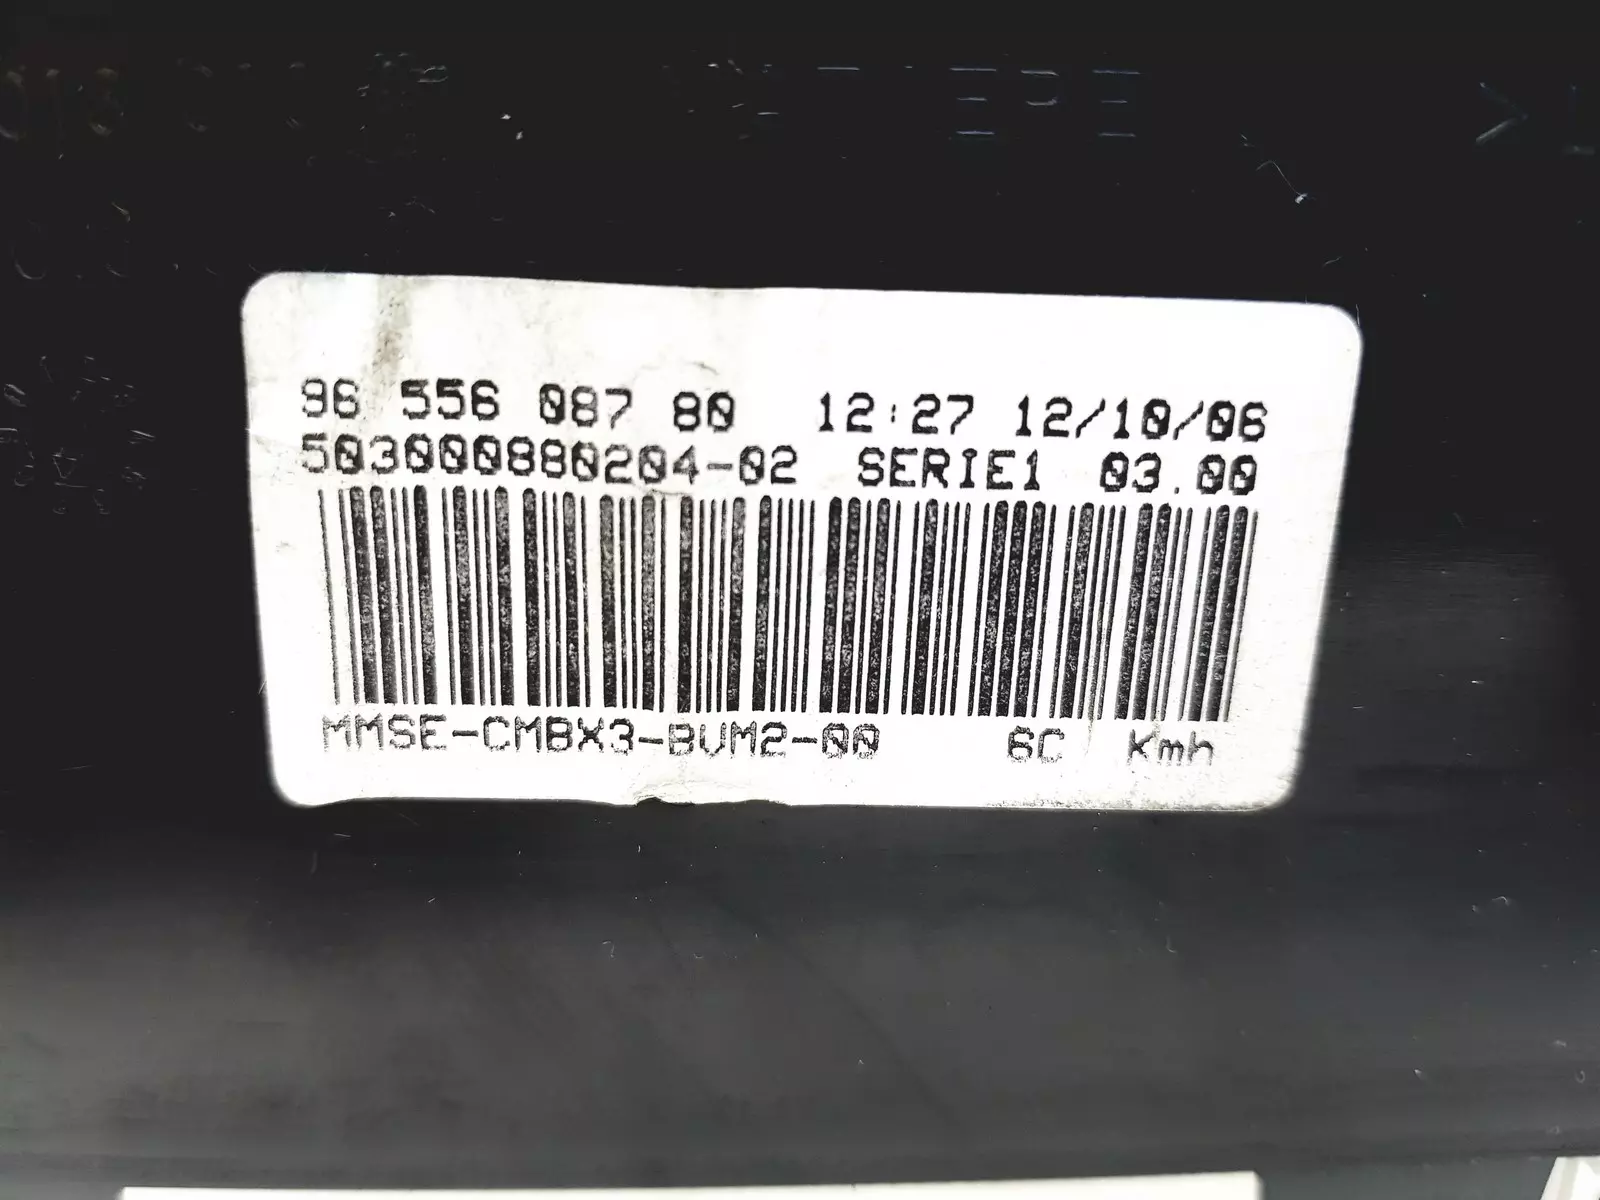 96 556 087 80 12:27 12/10/06
503000880204-02 SERIE1 03.00
MMSE-CMBX3-BVM2-00 6C Kmh